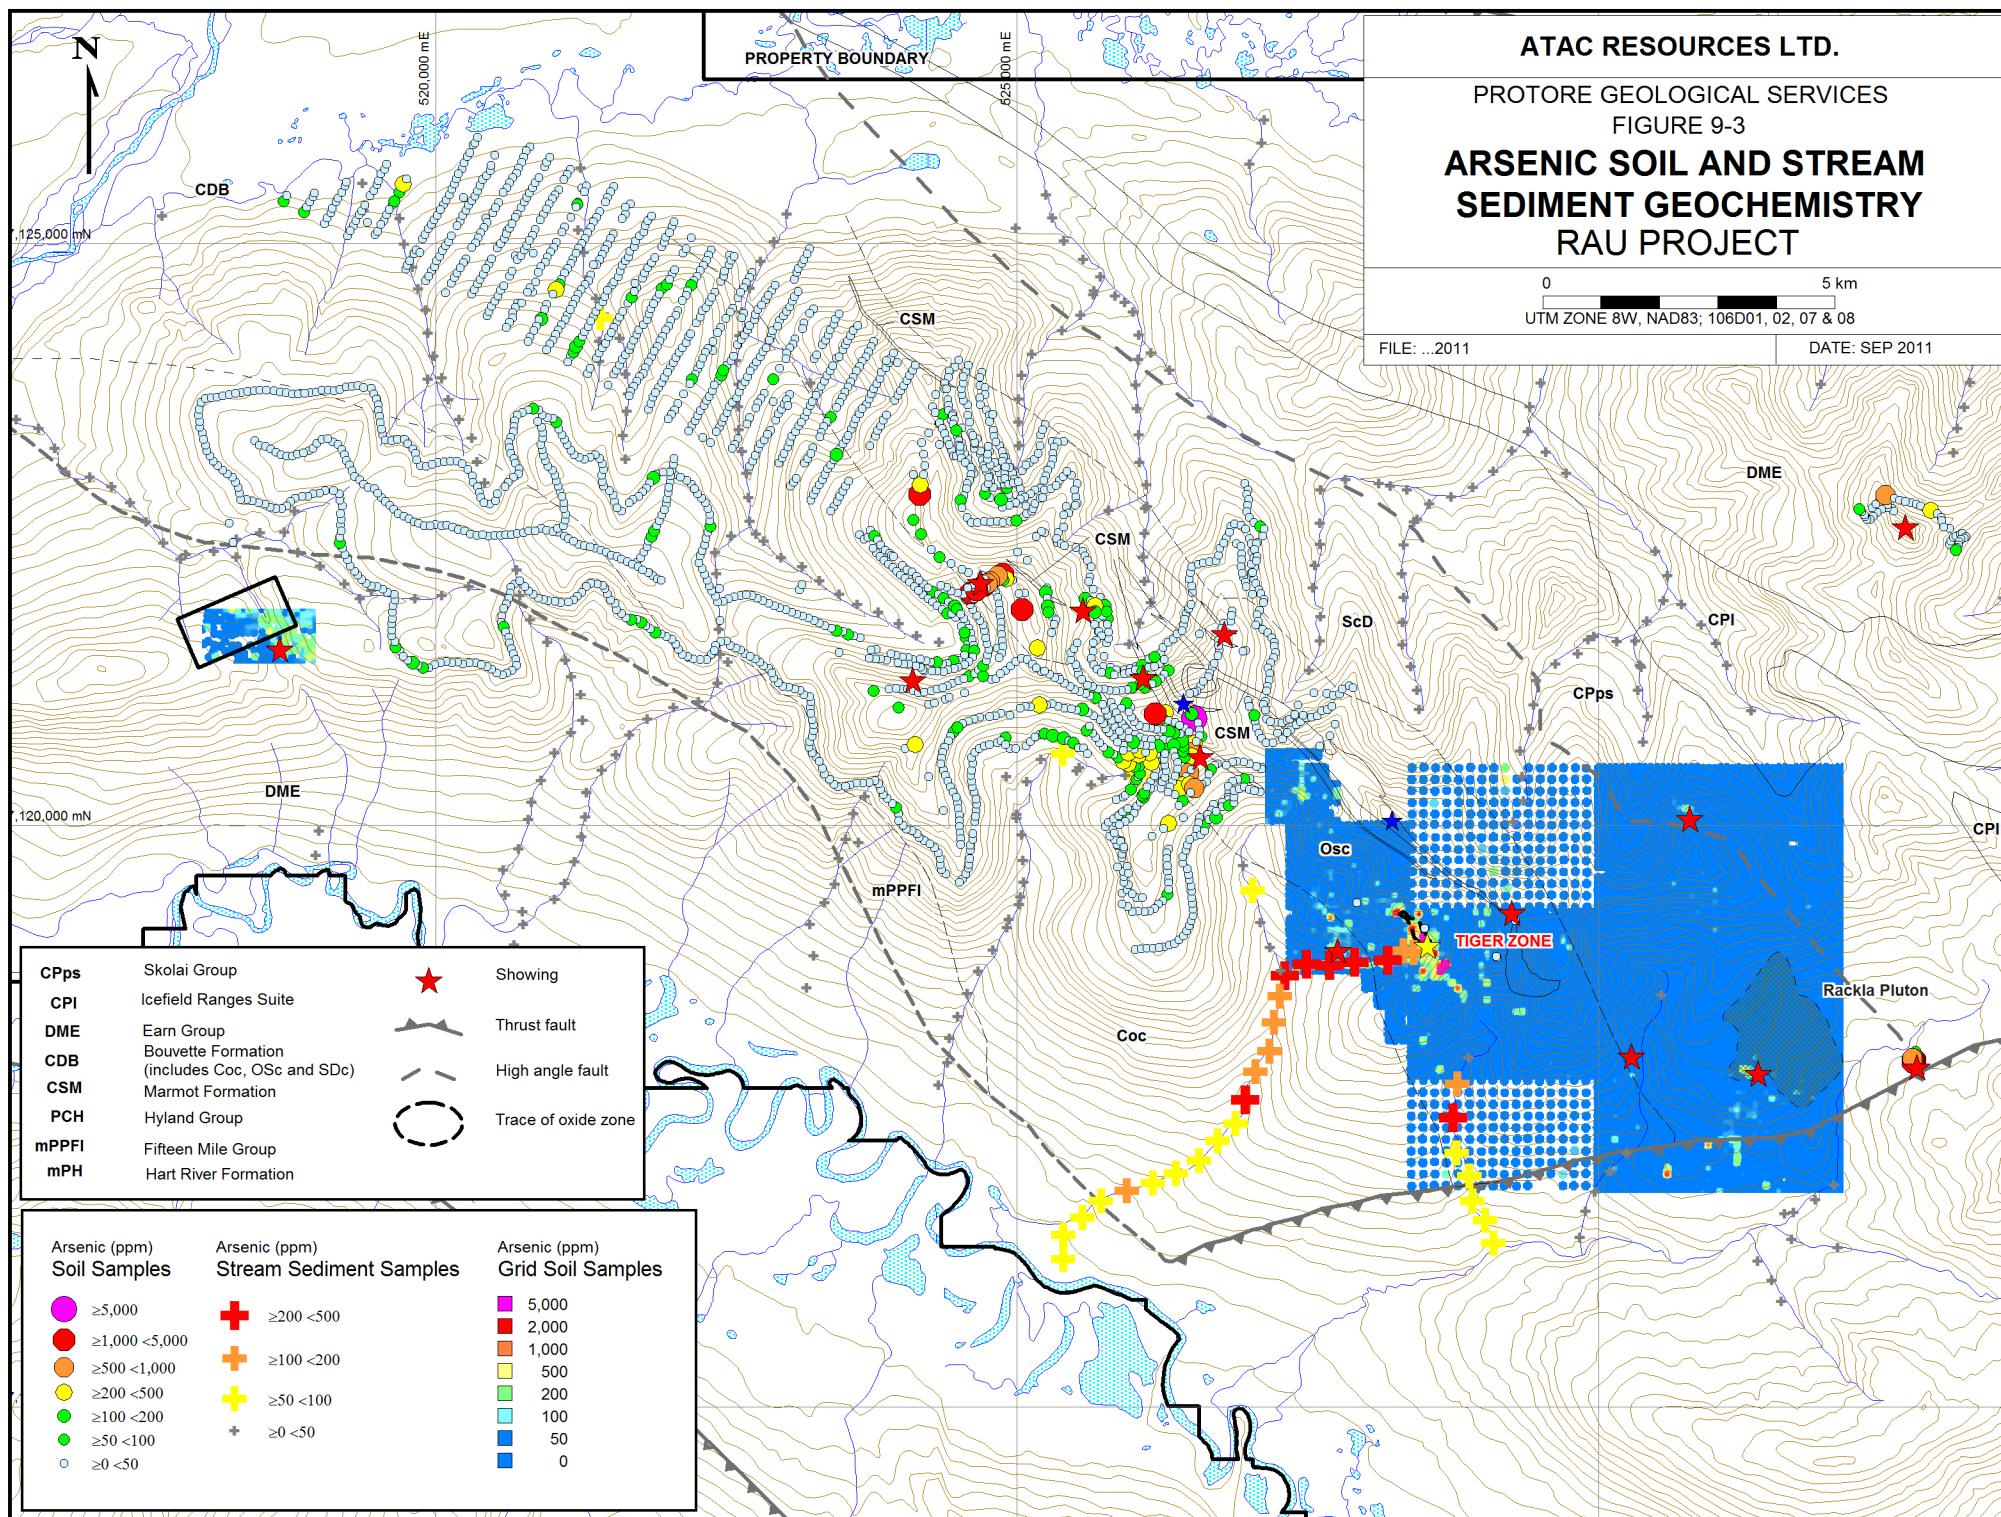 N
PROPERTY BOUNDARY
520,000 mE
ATAC RESOURCES LTD.
PROTORE GEOLOGICAL SERVICES
FIGURE 9-3
ARSENIC SOIL AND STREAM
SEDIMENT GEOCHEMISTRY
RAU PROJECT
0 5 km
UTM ZONE 8W, NAD83; 106D01, 02, 07 & 08
FILE: ...2011 DATE: SEP 2011
CDB
,125,000 mN
CSM
DME
CSM
ScD
CPI
CPps
CSM
DME
,120,000 mN
CPI
Osc
mPPFI
TIGER ZONE
Rackla Pluton
Coc
CPps Skolai Group
CPI Icefield Ranges Suite
DME Earn Group
CDB Bouvette Formation
(includes Coc, OSc and SDc)
CSM Marmot Formation
PCH Hyland Group
mPPFI Fifteen Mile Group
mPH Hart River Formation
Showing
Thrust fault
High angle fault
Trace of oxide zone
Arsenic (ppm)
Soil Samples
≥5,000
≥1,000 <5,000
≥500 <1,000
≥200 <500
≥100 <200
≥50 <100
≥0 <50
Arsenic (ppm)
Stream Sediment Samples
≥200 <500
≥100 <200
≥50 <100
≥0 <50
Arsenic (ppm)
Grid Soil Samples
5,000
2,000
1,000
500
200
100
50
0